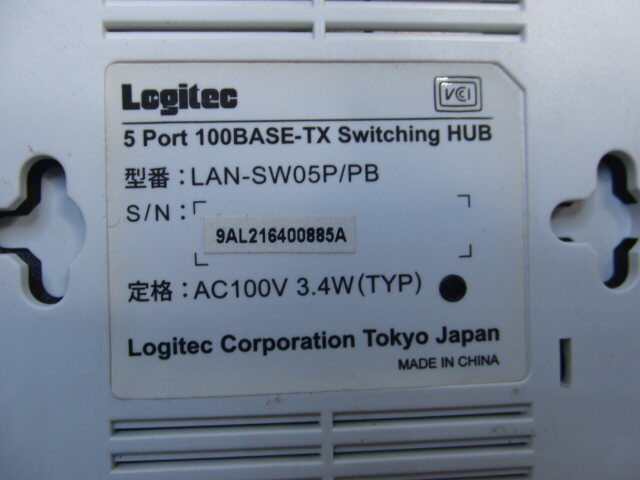 Logitec
VCI
5 Port 100BASE-TX Switching HUB
型番：LAN-SW05P/PB
S/N：
9AL216400885A
定格：AC100V 3.4W(TYP)
Logitec Corporation Tokyo Japan
MADE IN CHINA